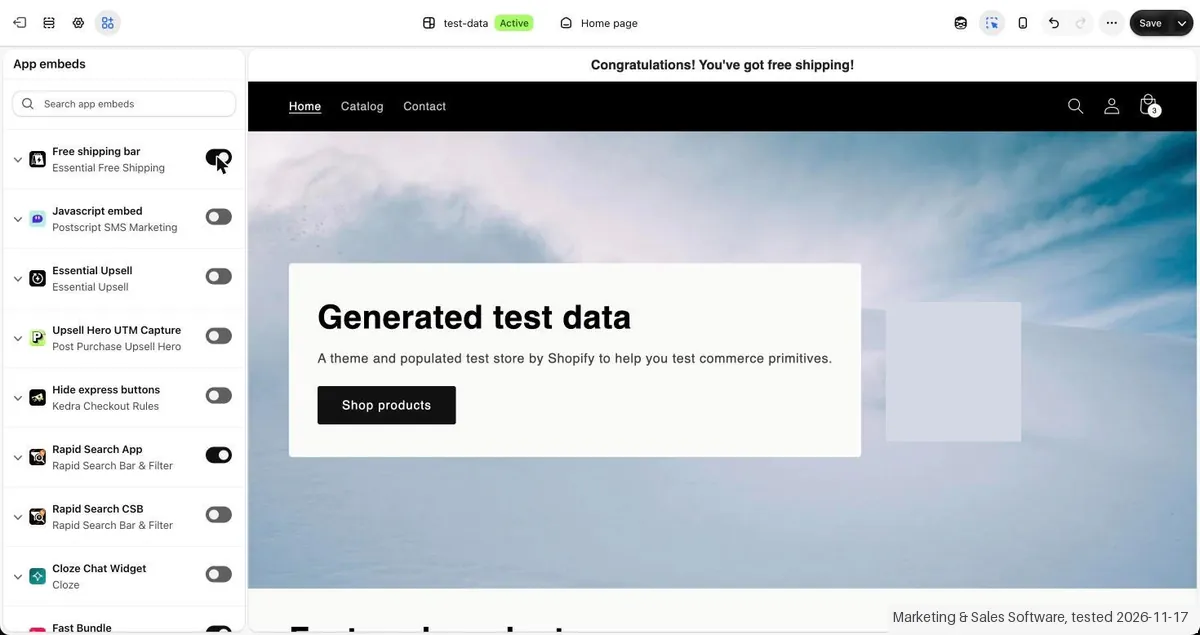 test-data Active Home page
Save
App embeds
Search app embeds
Free shipping bar
Essential Free Shipping
Javascript embed
Postscript SMS Marketing
Essential Upsell
Essential Upsell
Upsell Hero UTM Capture
Post Purchase Upsell Hero
Hide express buttons
Kedra Checkout Rules
Rapid Search App
Rapid Search Bar & Filter
Rapid Search CSB
Rapid Search Bar & Filter
Cloze Chat Widget
Cloze
Fast Bundle
Congratulations! You've got free shipping!
Home Catalog Contact
3
Generated test data
A theme and populated test store by Shopify to help you test commerce primitives.
Shop products
Marketing & Sales Software, tested 2026-11-17